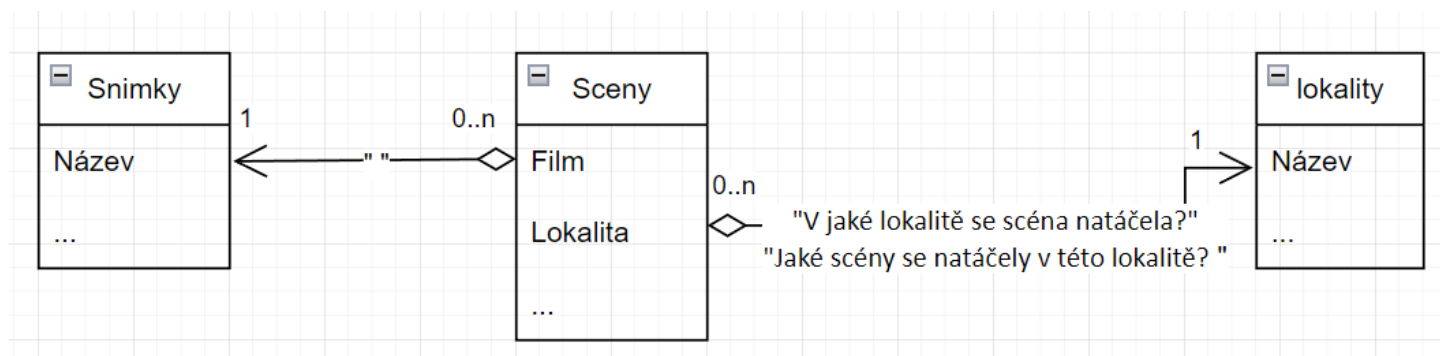 Snimky
Název
...
1
0..n
" "
Sceny
Film
Lokalita
...
0..n
"V jaké lokalitě se scéna natáčela?"
"Jaké scény se natáčely v této lokalitě? "
1
lokality
Název
...